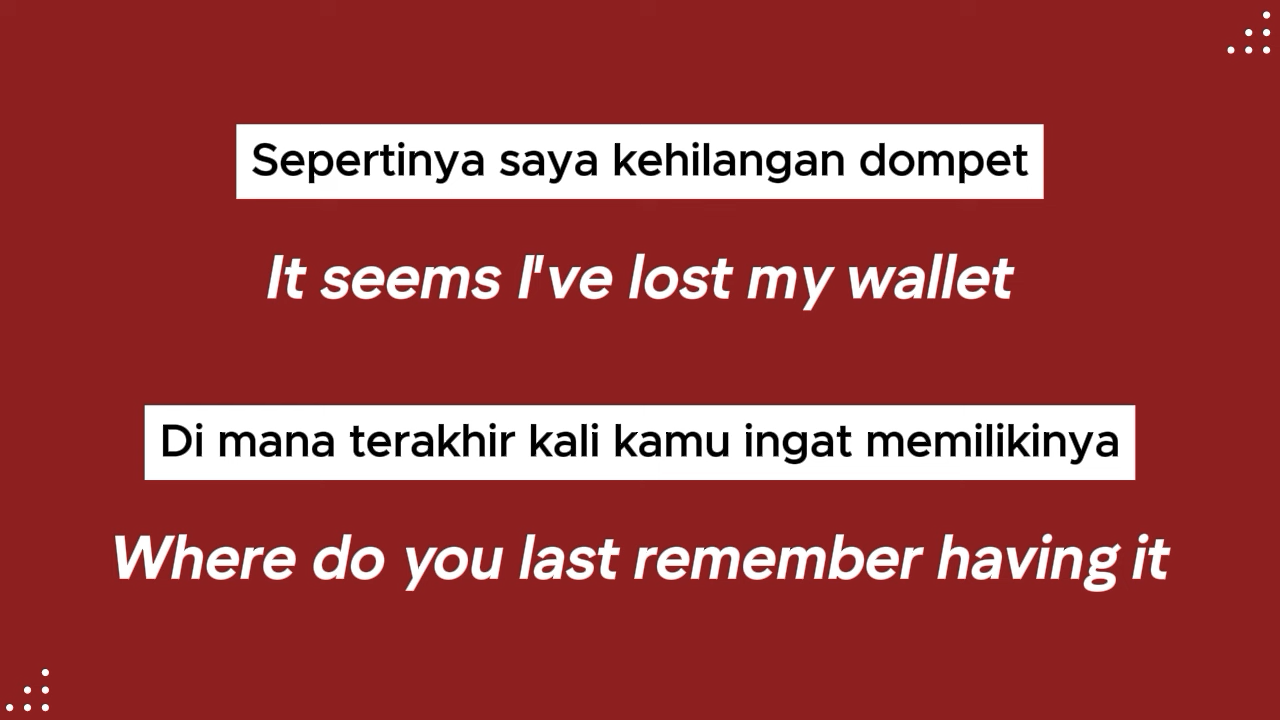 Sepertinya saya kehilangan dompet
It seems I've lost my wallet
Di mana terakhir kali kamu ingat memilikinya
Where do you last remember having it